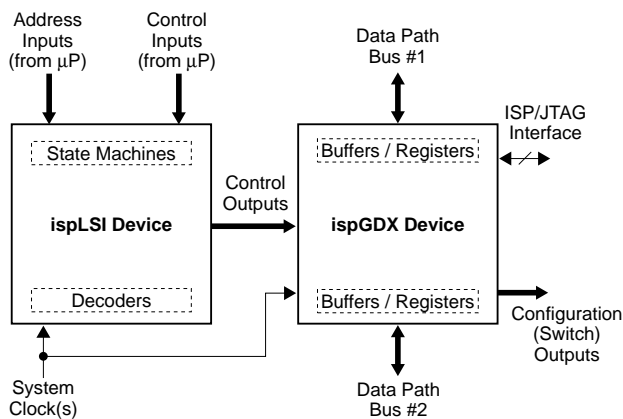 Address
Inputs
(from μP)
Control
Inputs
(from μP)
Data Path
Bus #1
ISP/JTAG
Interface
State Machines
Buffers / Registers
Control
Outputs
ispLSI Device
ispGDX Device
Decoders
Buffers / Registers
Configuration
(Switch)
Outputs
System
Clock(s)
Data Path
Bus #2